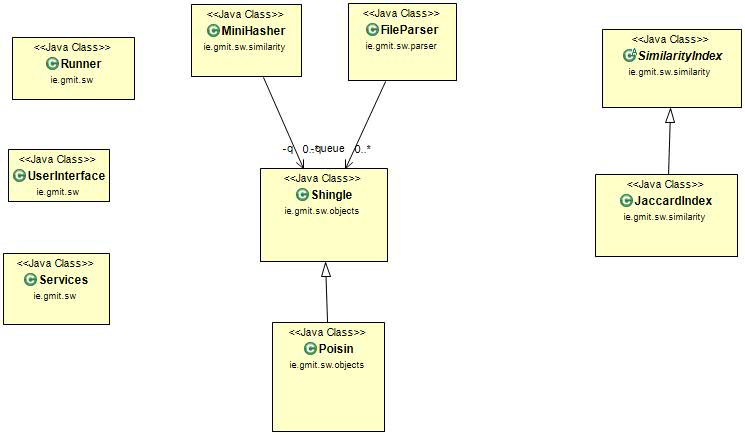 <<Java Class>>
MiniHasher
ie.gmit.sw.similarity
<<Java Class>>
FileParser
ie.gmit.sw.parser
<<Java Class>>
Runner
ie.gmit.sw
<<Java Class>>
SimilarityIndex
ie.gmit.sw.similarity
-q
0..*
-queue
0..*
<<Java Class>>
UserInterface
ie.gmit.sw
<<Java Class>>
Shingle
ie.gmit.sw.objects
<<Java Class>>
JaccardIndex
ie.gmit.sw.similarity
<<Java Class>>
Services
ie.gmit.sw
<<Java Class>>
Poisin
ie.gmit.sw.objects